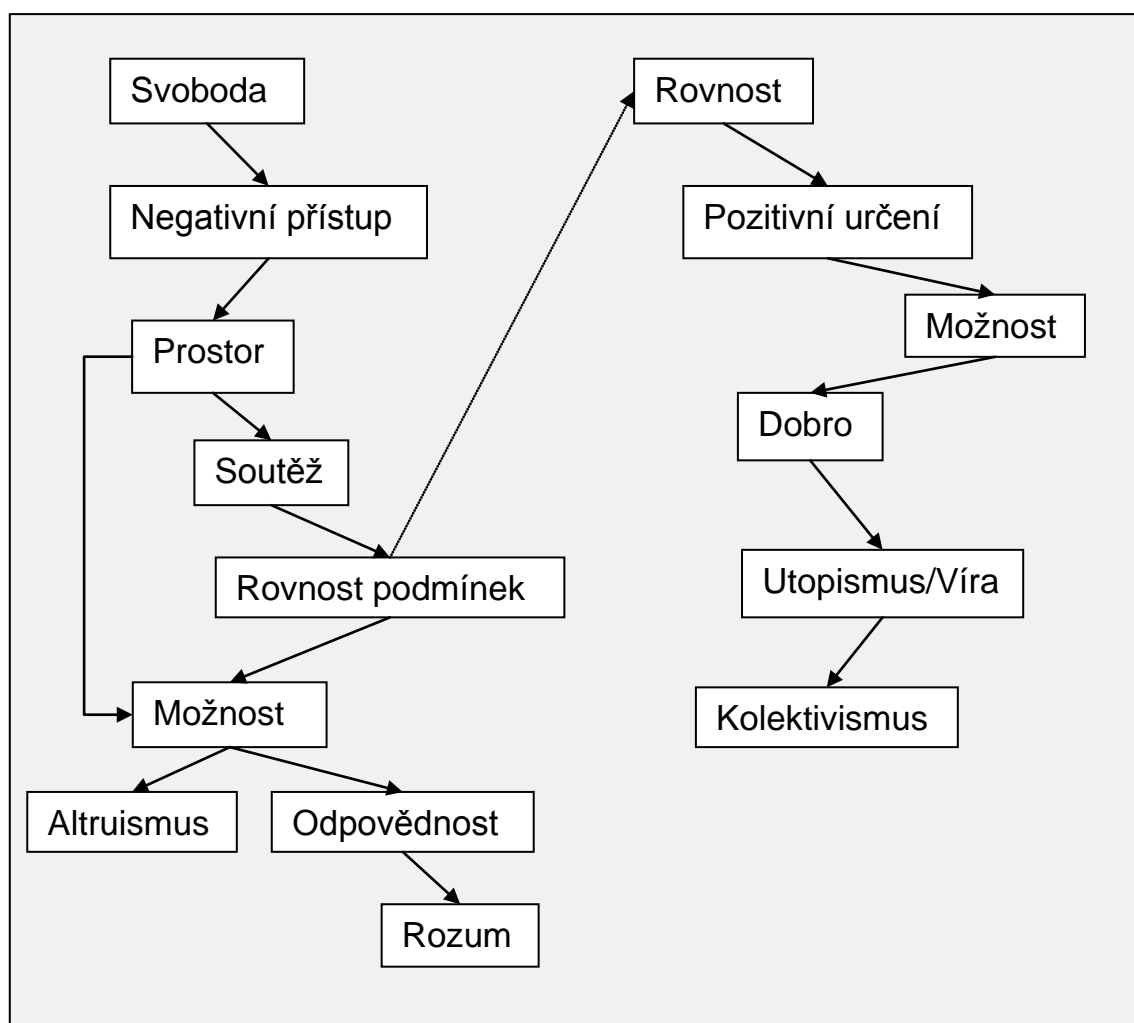 Svoboda
Negativní přístup
Prostor
Soutěž
Rovnost podmínek
Možnost
Altruismus
Odpovědnost
Rozum
Rovnost
Pozitivní určení
Možnost
Dobro
Utopismus/Víra
Kolektivismus